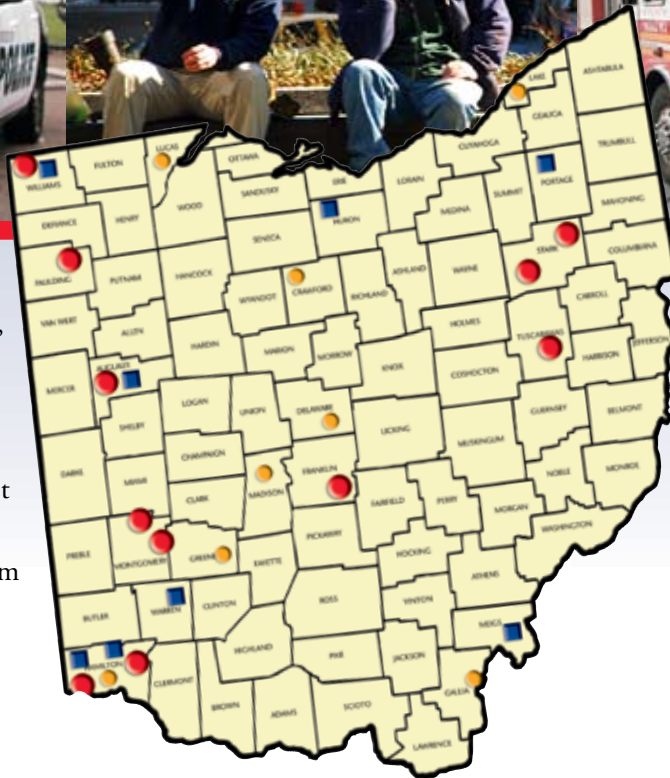 POLICE
LAKE
ASHTABULA
GEAUGA
CUYAHOGA
TRUMBULL
LUCAS
FULTON
WILLIAMS
OTTAWA
ERIE
LORAIN
PORTAGE
SUMMIT
MEDINA
MAHONING
SANDUSKY
WOOD
HURON
DEFIANCE
HENRY
SENECA
STARK
COLUMBIANA
ASHLAND
WAYNE
PAULDING
PUTNAM
HANCOCK
WYANDOT
CRAWFORD
RICHLAND
CARROLL
VAN WERT
ALLEN
HARDIN
MARION
MORROW
HOLMES
TUSCARAWAS
HARRISON
JEFFERSON
MERCER
AUGLAIZE
KNOX
COSHOCTON
LOGAN
UNION
DELAWARE
SHELBY
LICKING
GUERNSEY
BELMONT
MUSKINGUM
DARKE
CHAMPAIGN
MIAMI
CLARK
MADISON
FRANKLIN
NOBLE
MONROE
FAIRFIELD
PERRY
MORGAN
WASHINGTON
t
PREBLE
MONTGOMERY
GREENE
FAYETTE
PICKAWAY
HOCKING
ATHENS
m
BUTLER
WARREN
CLINTON
ROSS
VINTON
MEIGS
HAMILTON
CLERMONT
HIGHLAND
PIKE
JACKSON
GALLIA
BROWN
ADAMS
SCIOTO
LAWRENCE